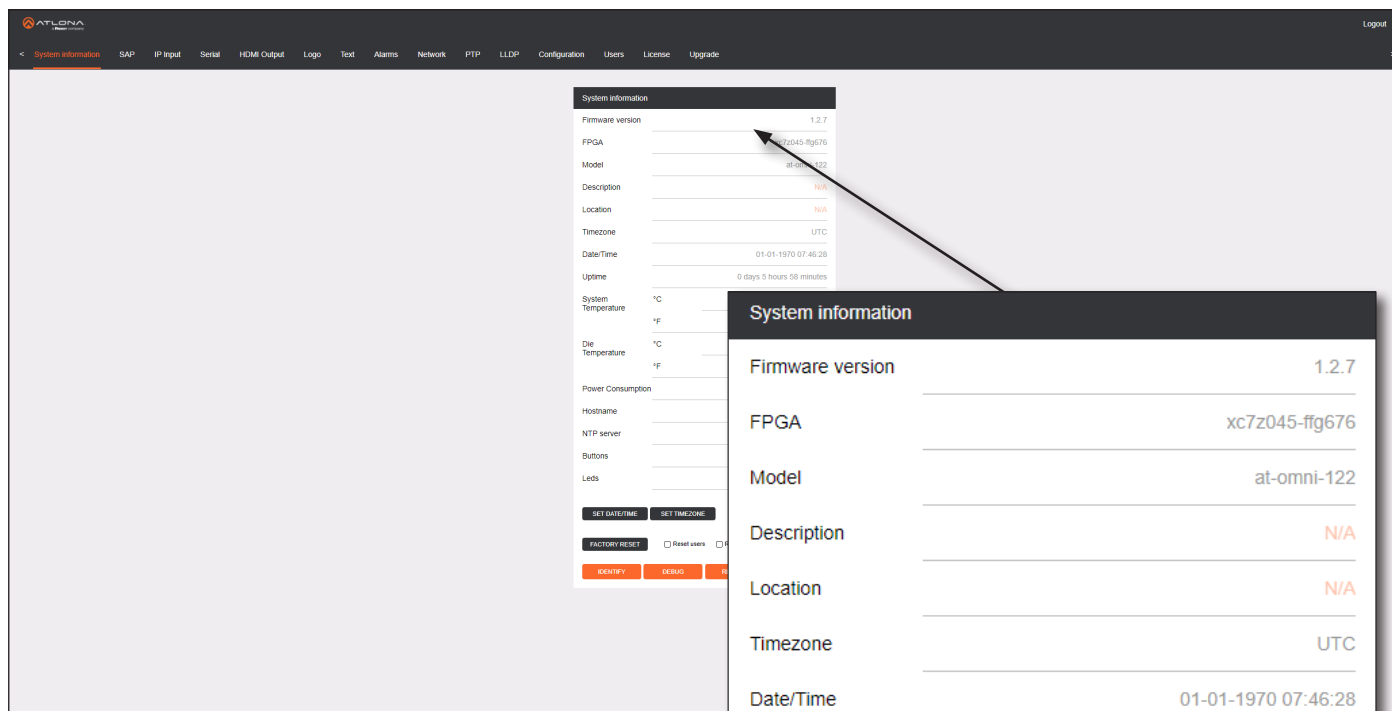 ATLONA
Logout
< System information SAP IP Input Serial HDMI Output Logo Text Alarms Network PTP LLDP Configuration Users License Upgrade
System information
Firmware version 1.2.7
FPGA xc7z045-ffg676
Model at-omni-122
Description N/A
Location N/A
Timezone UTC
Date/Time 01-01-1970 07:46:28
Uptime 0 days 5 hours 58 minutes
System Temperature °C
°F
Die Temperature °C
°F
Power Consumption
Hostname
NTP server
Buttons
Leds
SET DATE/TIME SET TIMEZONE
FACTORY RESET Reset users
IDENTIFY DEBUG
System information
Firmware version 1.2.7
FPGA xc7z045-ffg676
Model at-omni-122
Description N/A
Location N/A
Timezone UTC
Date/Time 01-01-1970 07:46:28